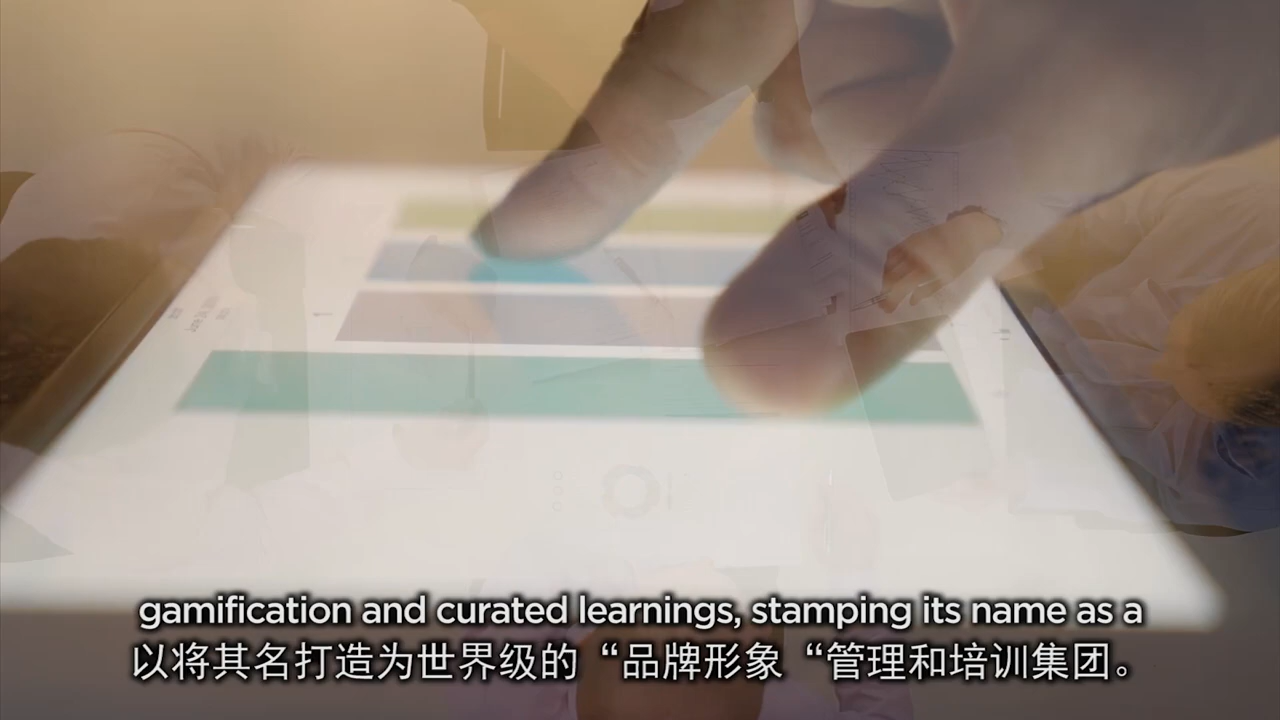 gamification and curated learnings, stamping its name as a
以将其名打造为世界级的“品牌形象“管理和培训集团。